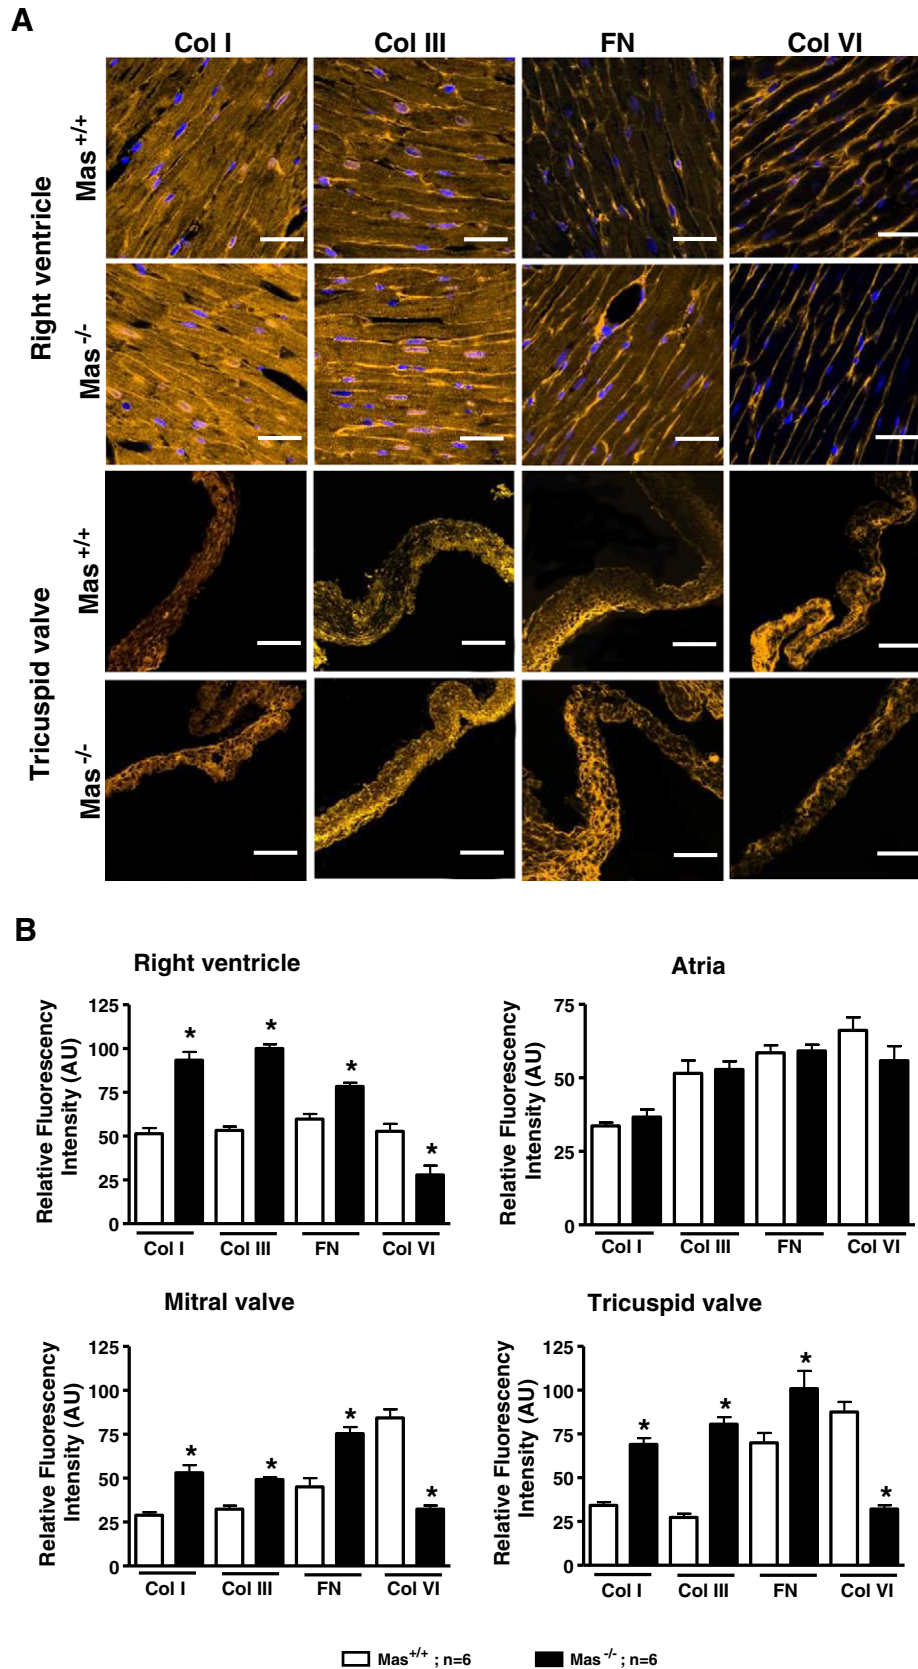 A
Col I Col III FN Col VI
Right ventricle
Mas+/+
Mas-/-
Tricuspid valve
Mas+/+
Mas-/-
B
Right ventricle
Relative Fluorescency
Intensity (AU)
125
100
75
50
25
0
* * * *
Col I Col III FN Col VI
Atria
Relative Fluorescency
Intensity (AU)
75
50
25
0
Col I Col III FN Col VI
Mitral valve
Relative Fluorescency
Intensity (AU)
125
100
75
50
25
0
* * * *
Col I Col III FN Col VI
Tricuspid valve
Relative Fluorescency
Intensity (AU)
125
100
75
50
25
0
* * * *
Col I Col III FN Col VI
Mas+/+ ; n=6 Mas-/- ; n=6